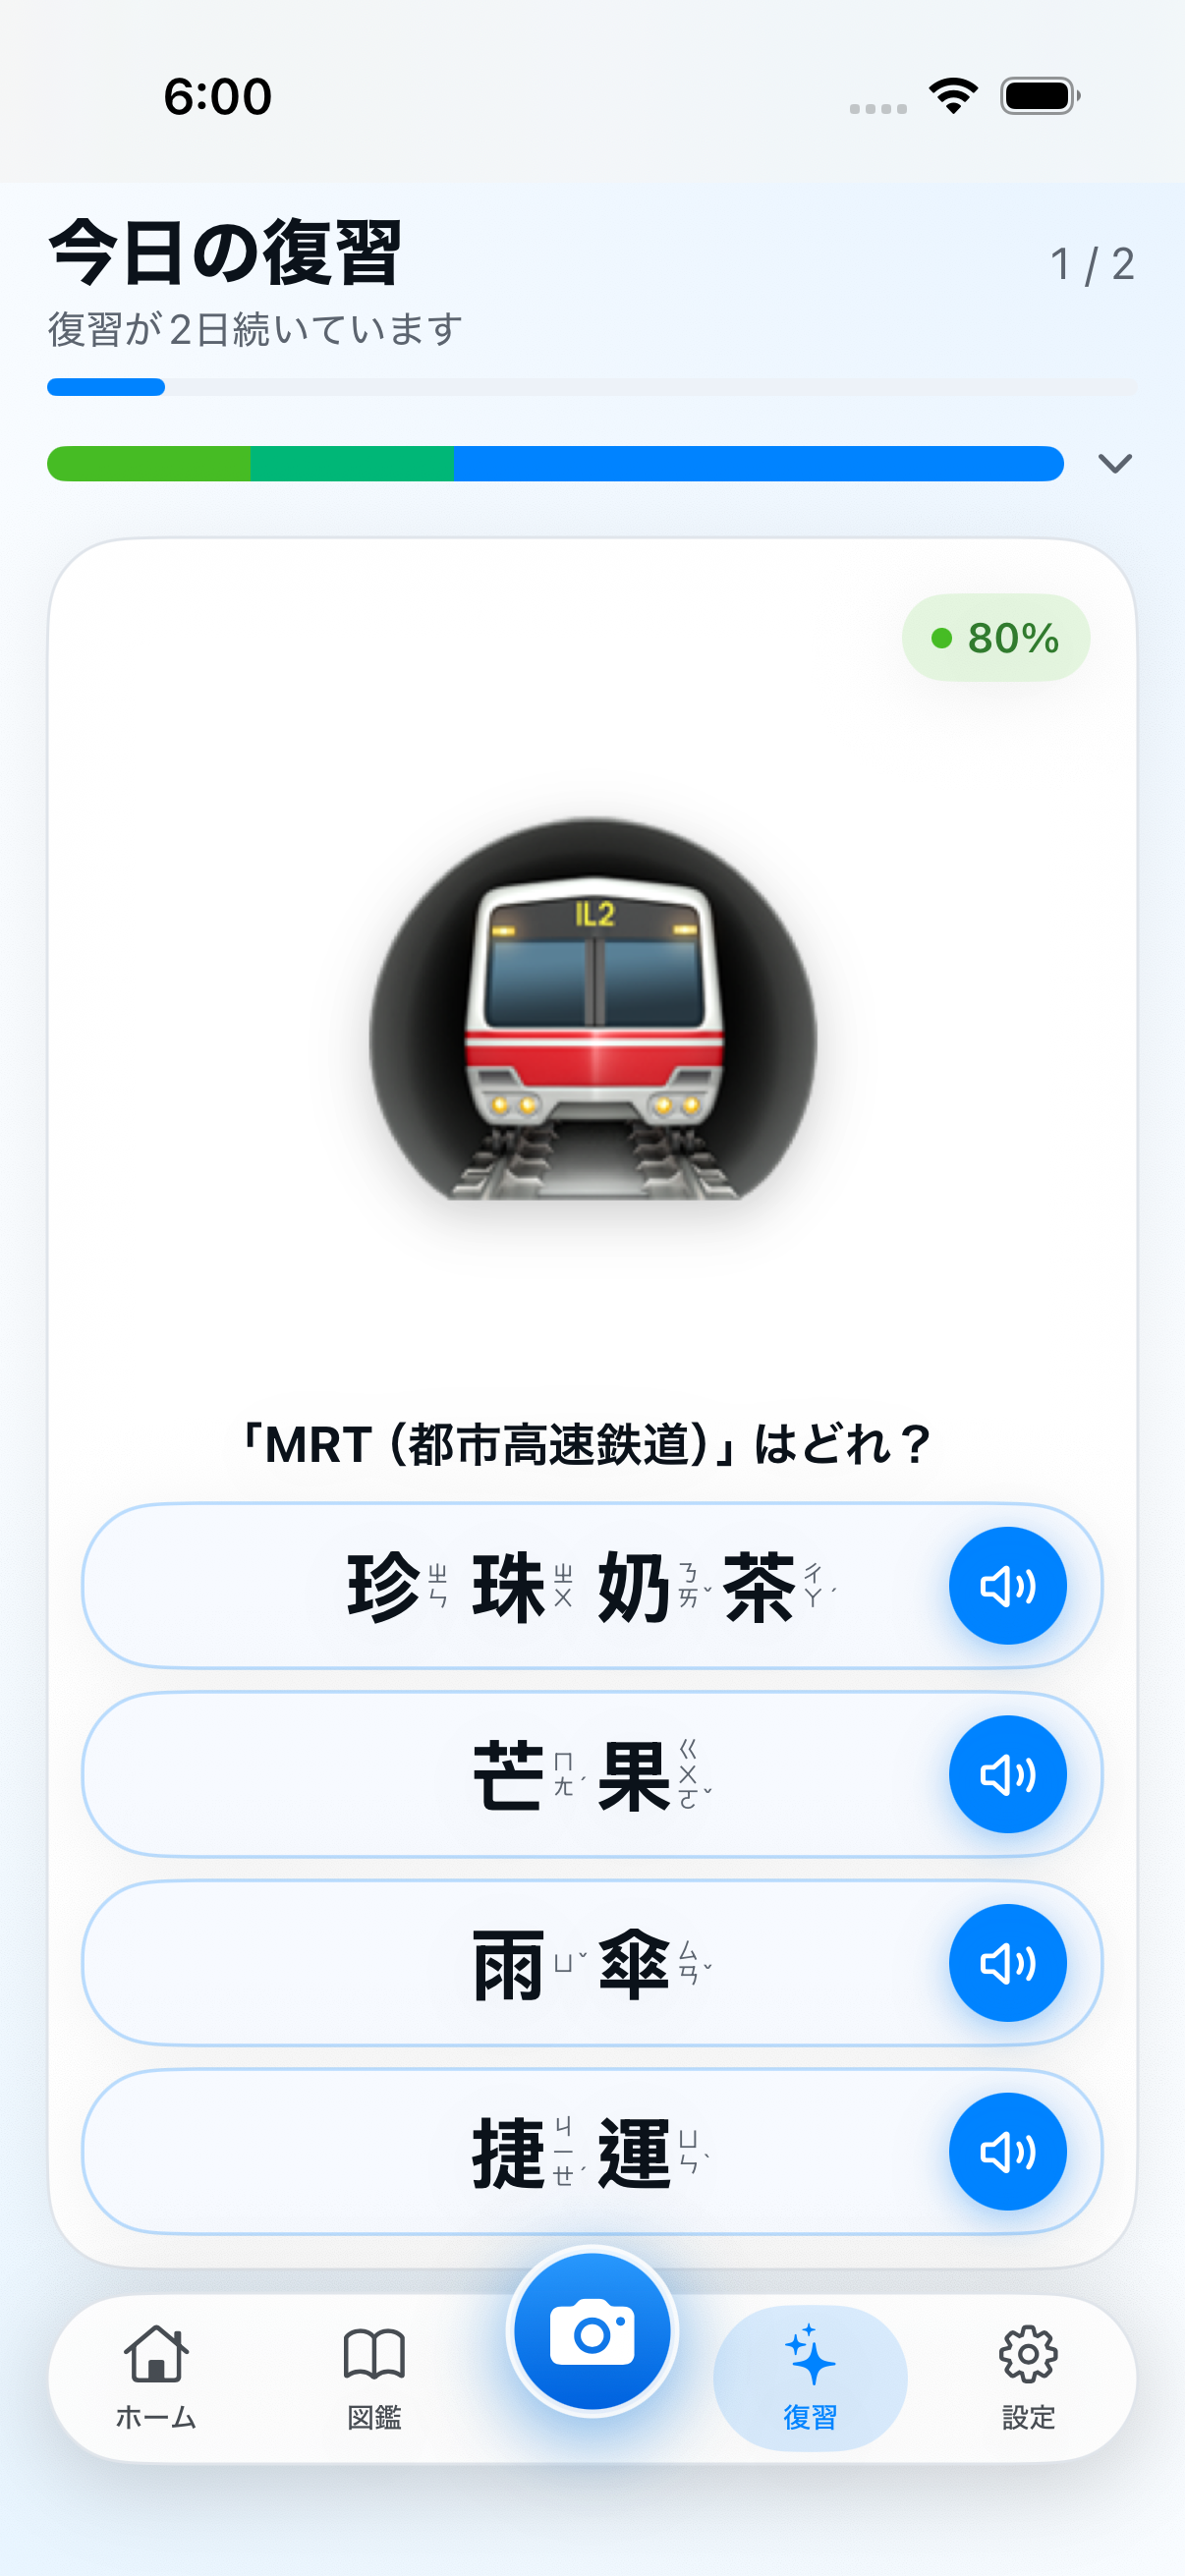 6:00
今日の復習
1 / 2
復習が2日続いています
80%
IL2
「MRT（都市高速鉄道）」はどれ？
珍ㄓㄣ 珠ㄓㄨ 奶ㄋㄞˇ 茶ㄔㄚˊ
芒ㄇㄤˊ 果ㄍㄨㄛˇ
雨ㄩˇ 傘ㄙㄢˇ
捷ㄐㄧㄝˊ 運ㄩㄣˋ
ホーム
図鑑
復習
設定